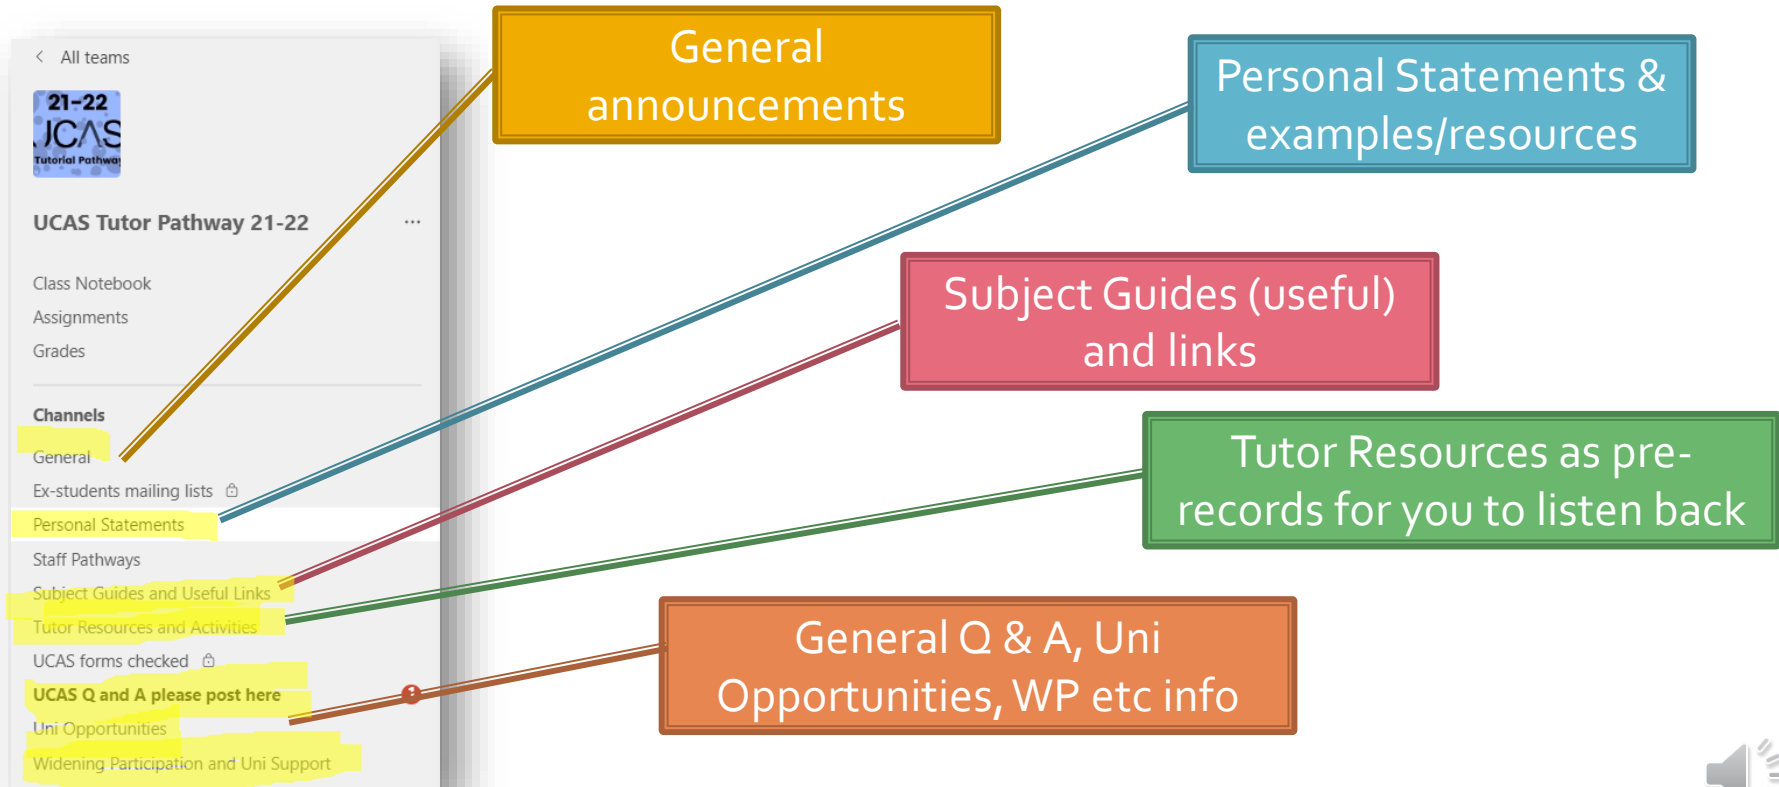 < All teams
21-22
UCAS
Tutorial Pathway
UCAS Tutor Pathway 21-22 ...
Class Notebook
Assignments
Grades
Channels
General
Ex-students mailing lists
Personal Statements
Staff Pathways
Subject Guides and Useful Links
Tutor Resources and Activities
UCAS forms checked
UCAS Q and A please post here
Uni Opportunities
Widening Participation and Uni Support
General
announcements
Personal Statements &
examples/resources
Subject Guides (useful)
and links
Tutor Resources as pre-
records for you to listen back
General Q & A, Uni
Opportunities, WP etc info